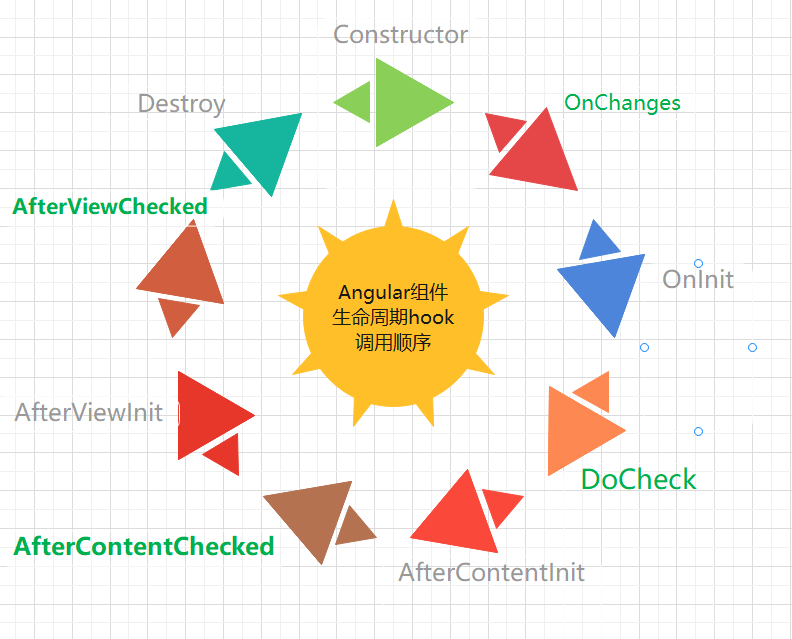 Constructor
OnChanges
OnInit
DoCheck
AfterContentInit
AfterContentChecked
AfterViewInit
AfterViewChecked
Destroy
Angular组件
生命周期hook
调用顺序